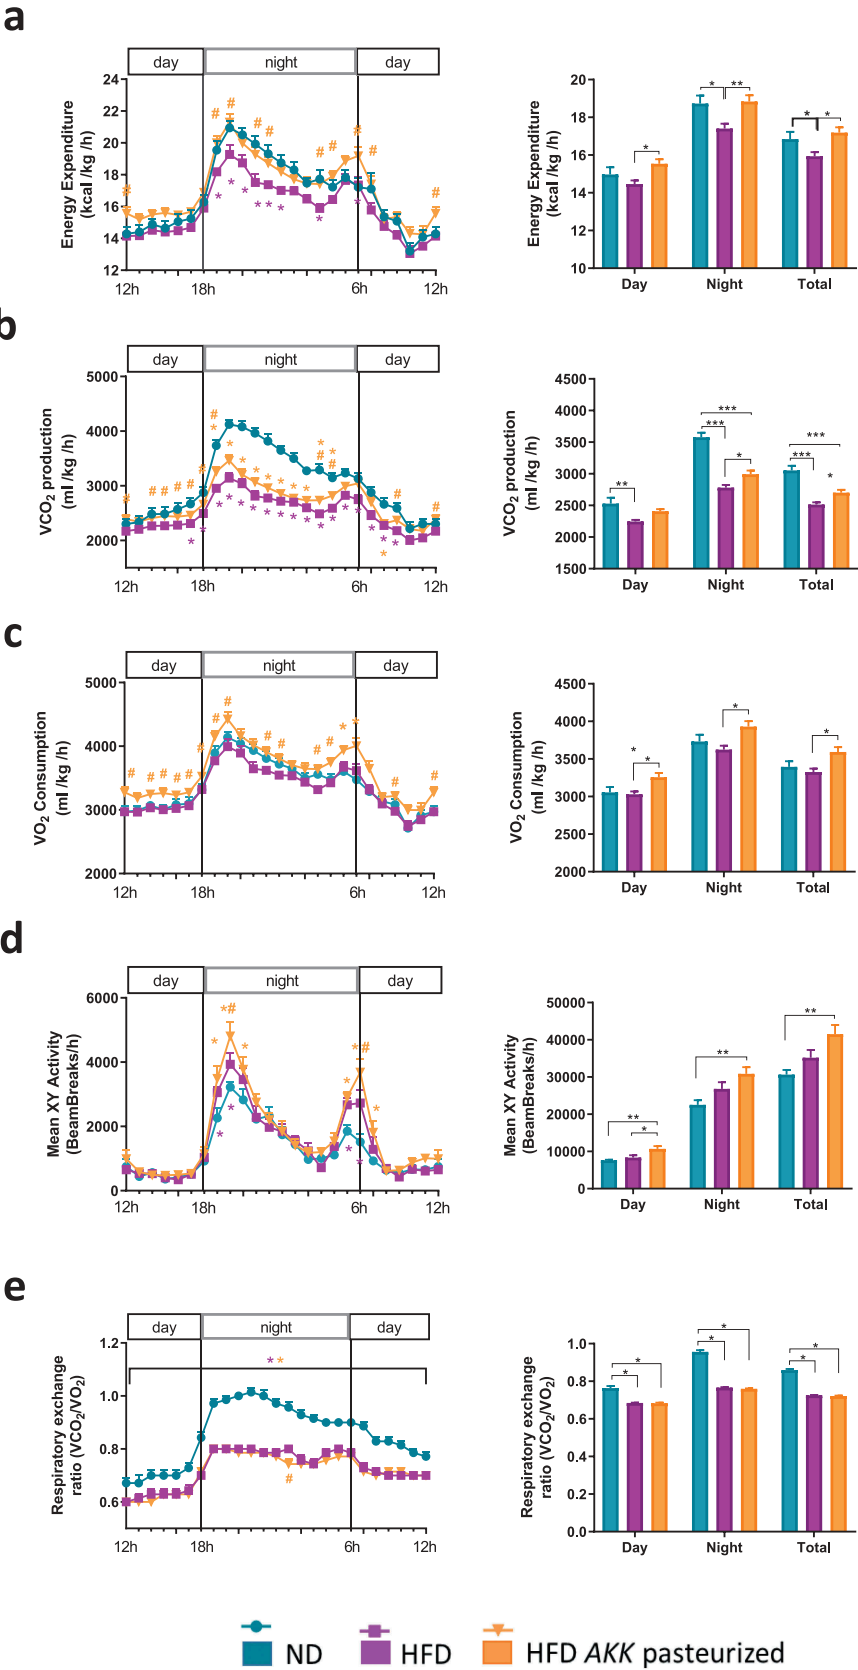 a
day night day
Energy Expenditure
(kcal /kg /h)
24
22
20
18
16
14
12
12h 18h 6h 12h
# # # # # # # # # #
* * * * * * * *
Energy Expenditure
(kcal /kg /h)
20
18
16
14
12
10
* * ** * *
Day Night Total
b
day night day
VCO2 production
(ml /kg /h)
5000
4000
3000
2000
12h 18h 6h 12h
VCO2 production
(ml /kg /h)
4500
4000
3500
3000
2500
2000
1500
** *** *** * *** *** *
Day Night Total
c
day night day
VO2 Consumption
(ml /kg /h)
5000
4000
3000
2000
12h 18h 6h 12h
VO2 Consumption
(ml /kg /h)
4500
4000
3500
3000
2500
2000
* * * *
Day Night Total
d
day night day
Mean XY Activity
(BeamBreaks/h)
6000
4000
2000
0
12h 18h 6h 12h
*# * * * *# * * * *
Mean XY Activity
(BeamBreaks/h)
50000
40000
30000
20000
10000
0
** * ** **
Day Night Total
e
day night day
Respiratory exchange
ratio (VCO2/VO2)
1.2
1.0
0.8
0.6
** #
12h 18h 6h 12h
Respiratory exchange
ratio (VCO2/VO2)
1.0
0.8
0.6
0.4
0.2
0.0
* * * * * *
Day Night Total
ND HFD HFD AKK pasteurized